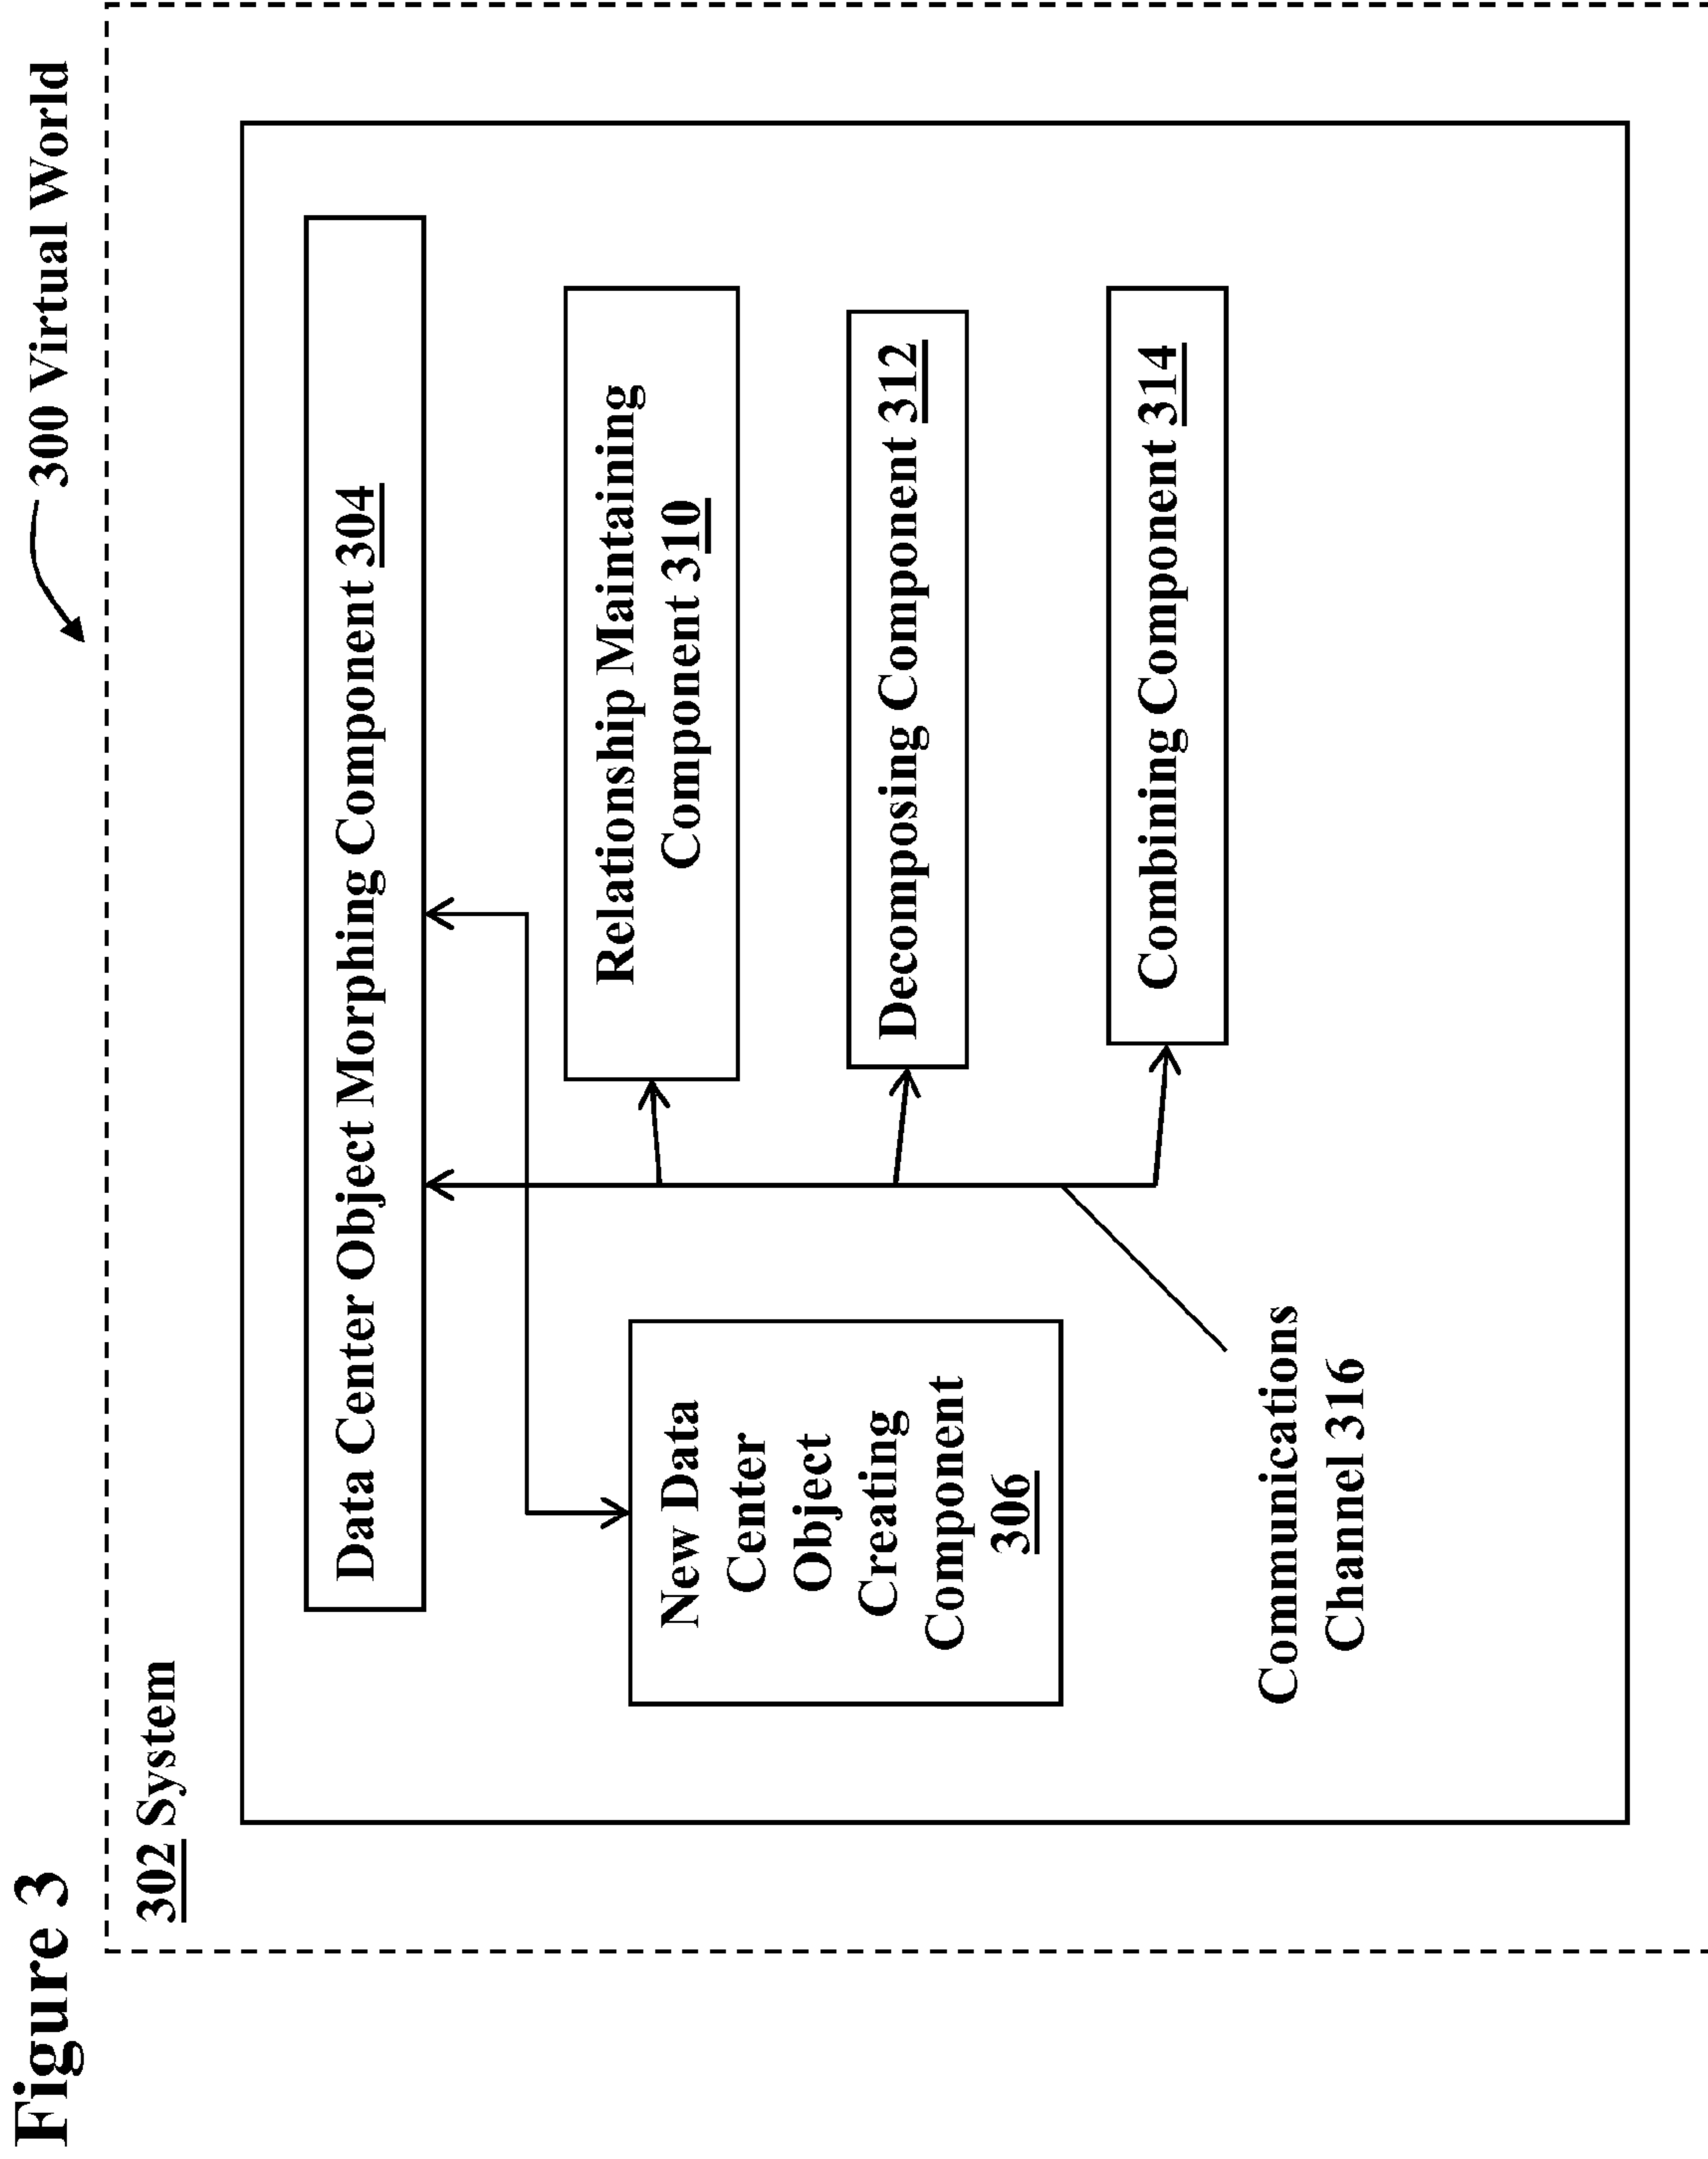 Figure 3
300 Virtual World
302 System
Data Center Object Morphing Component 304
New Data
Center
Object
Creating
Component
306
Relationship Maintaining
Component 310
Decomposing Component 312
Combining Component 314
Communications
Channel 316